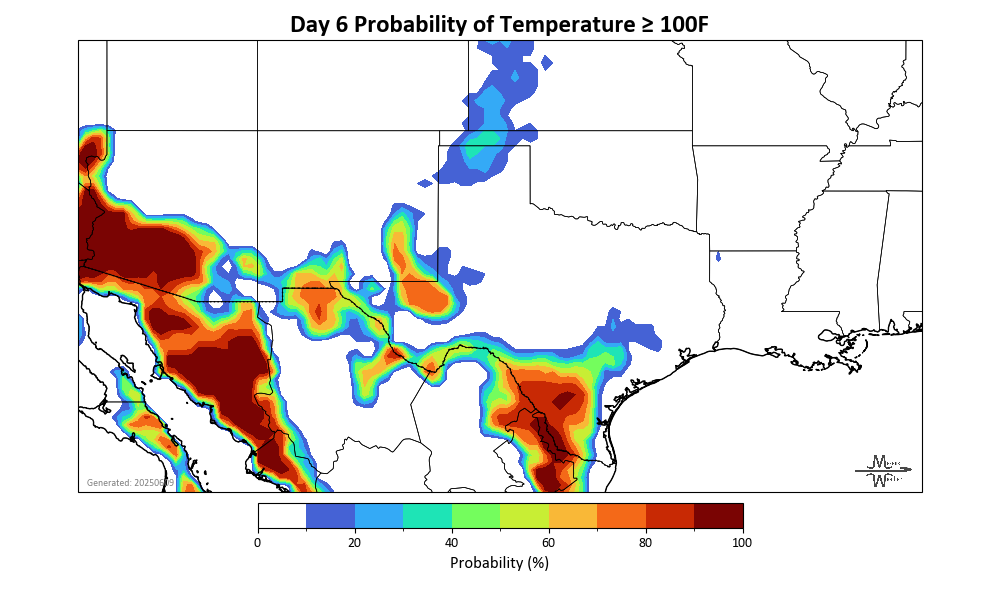 Day 6 Probability of Temperature ≥ 100F
Generated: 20250609
0 20 40 60 80 100
Probability (%)